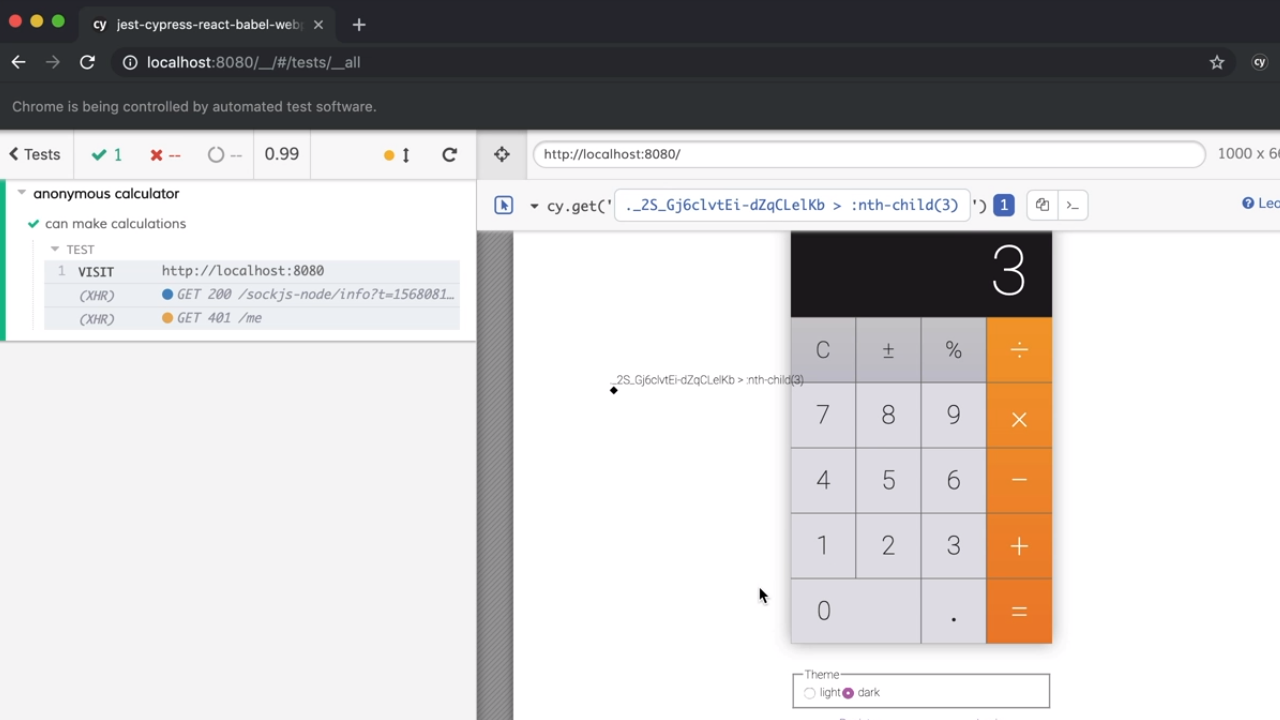 cy jest-cypress-react-babel-web
localhost:8080/__/#/tests/__all
cy
Chrome is being controlled by automated test software.
Tests
1
--
--
0.99
http://localhost:8080/
1000 x 66
anonymous calculator
can make calculations
TEST
1 VISIT http://localhost:8080
(XHR) GET 200 /sockjs-node/info?t=1568081…
(XHR) GET 401 /me
cy.get('
._2S_Gj6clvtEi-dZqCLelKb > :nth-child(3)
')
1
>_
? Lea
3
C ± % ÷
._2S_Gj6clvtEi-dZqCLelKb > :nth-child(3)
7 8 9 ×
4 5 6 −
1 2 3 +
0 . =
Theme
light dark